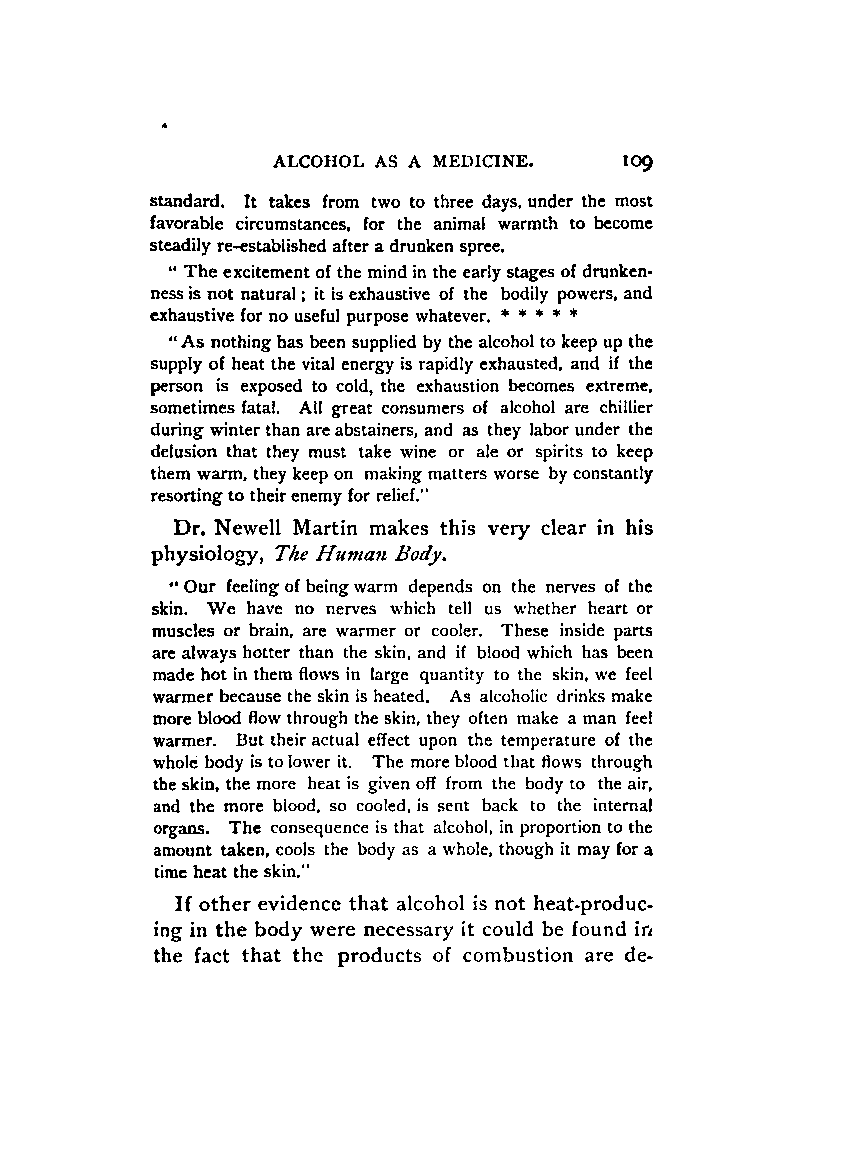 ALCOHOL AS A MEDICINE. 109
standard. It takes from two to three days, under the most
favorable circumstances, for the animal warmth to become
steadily re-established after a drunken spree.
" The excitement of the mind in the early stages of drunken-
ness is not natural ; it is exhaustive of the bodily powers, and
exhaustive for no useful purpose whatever. * * * * *
" As nothing has been supplied by the alcohol to keep up the
supply of heat the vital energy is rapidly exhausted, and if the
person is exposed to cold, the exhaustion becomes extreme,
sometimes fatal. All great consumers of alcohol are chillier
during winter than are abstainers, and as they labor under the
delusion that they must take wine or ale or spirits to keep
them warm, they keep on making matters worse by constantly
resorting to their enemy for relief."
Dr. Newell Martin makes this very clear in his
physiology, The Human Body.
" Our feeling of being warm depends on the nerves of the
skin. We have no nerves which tell us whether heart or
muscles or brain, are warmer or cooler. These inside parts
are always hotter than the skin, and if blood which has been
made hot in them flows in large quantity to the skin, we feel
warmer because the skin is heated. As alcoholic drinks make
more blood flow through the skin, they often make a man feel
warmer. But their actual effect upon the temperature of the
whole body is to lower it. The more blood that flows through
the skin, the more heat is given off from the body to the air,
and the more blood, so cooled, is sent back to the internal
organs. The consequence is that alcohol, in proportion to the
amount taken, cools the body as a whole, though it may for a
time heat the skin."
If other evidence that alcohol is not heat-produc-
ing in the body were necessary it could be found in
the fact that the products of combustion are de-